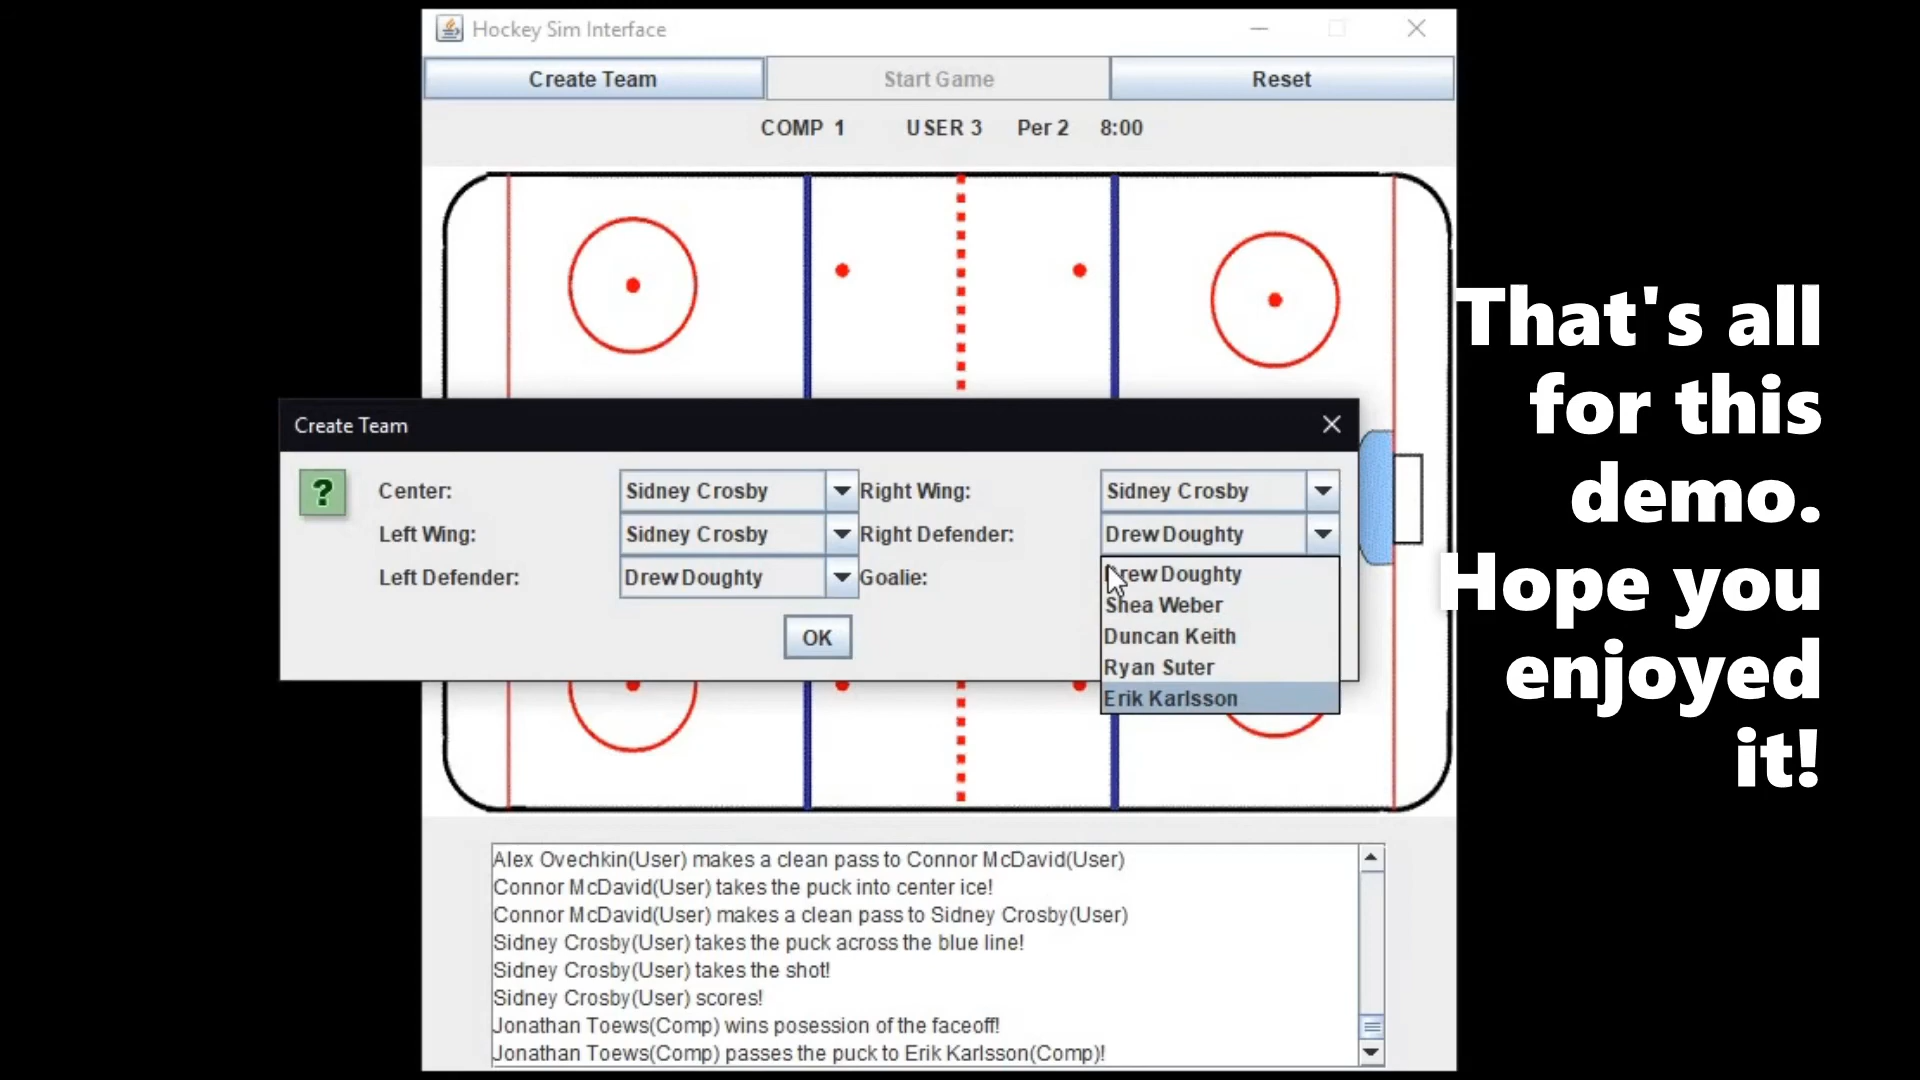 Hockey Sim Interface
Create Team
Start Game
Reset
COMP 1 USER 3 Per 2 8:00
Create Team
?
Center: Sidney Crosby Right Wing: Sidney Crosby
Left Wing: Sidney Crosby Right Defender: Drew Doughty
Left Defender: Drew Doughty Goalie:
Drew Doughty
Shea Weber
Duncan Keith
Ryan Suter
Erik Karlsson
OK
Alex Ovechkin(User) makes a clean pass to Connor McDavid(User)
Connor McDavid(User) takes the puck into center ice!
Connor McDavid(User) makes a clean pass to Sidney Crosby(User)
Sidney Crosby(User) takes the puck across the blue line!
Sidney Crosby(User) takes the shot!
Sidney Crosby(User) scores!
Jonathan Toews(Comp) wins posession of the faceoff!
Jonathan Toews(Comp) passes the puck to Erik Karlsson(Comp)!
That's all
for this
demo.
Hope you
enjoyed
it!